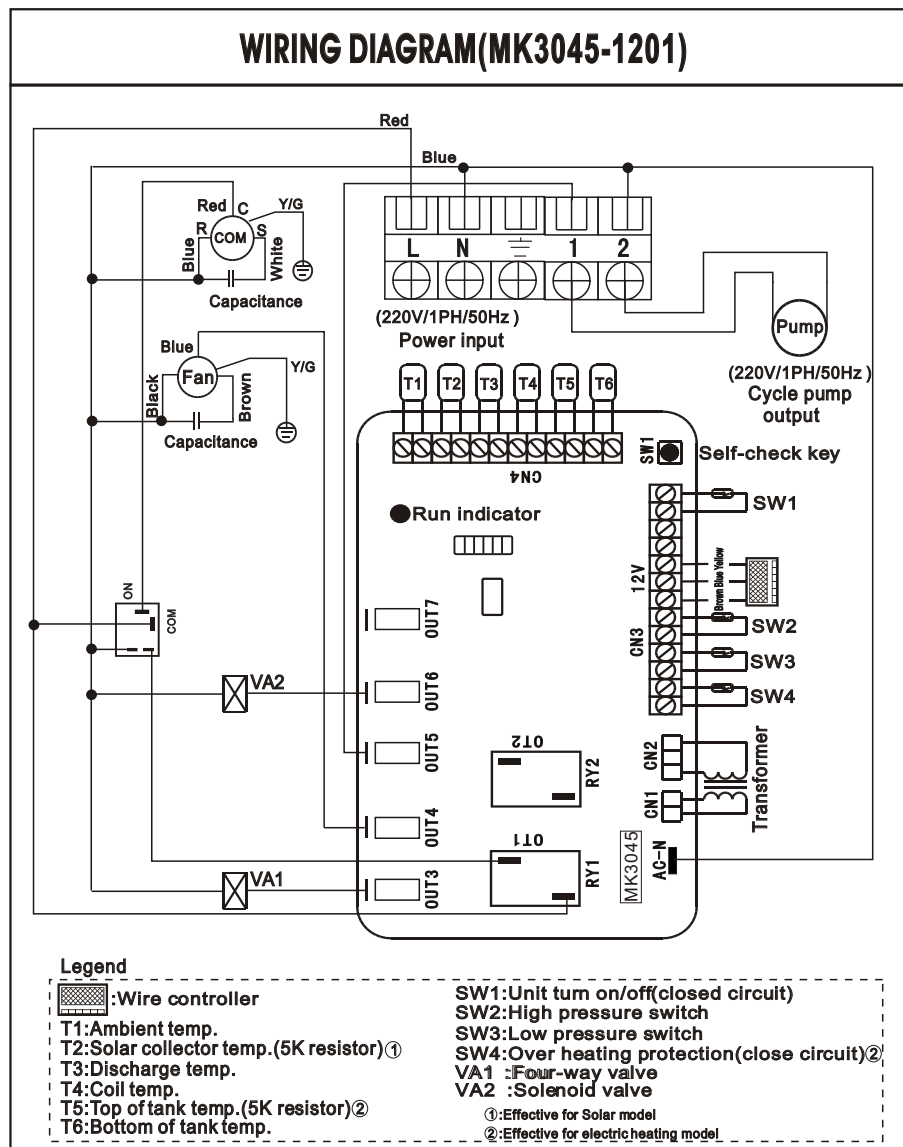 WIRING DIAGRAM(MK3045-1201)
Red
Blue
Red
C
Y/G
R
COM
S
Blue
White
Capacitance
L
N
1
2
(220V/1PH/50Hz )
Power input
Pump
(220V/1PH/50Hz )
Cycle pump
output
Blue
Y/G
Fan
Black
Brown
Capacitance
T1
T2
T3
T4
T5
T6
CN4
SW1
Self-check key
Run indicator
SW1
12V
Brown Blue Yellow
CN3
SW2
SW3
SW4
ON
COM
OUT7
VA2
OUT6
OUT5
OUT4
OUT3
VA1
OT2
RY2
OT1
RY1
CN2
CN1
Transformer
MK3045
AC-N
Legend
:Wire controller
T1:Ambient temp.
T2:Solar collector temp.(5K resistor)①
T3:Discharge temp.
T4:Coil temp.
T5:Top of tank temp.(5K resistor)②
T6:Bottom of tank temp.
SW1:Unit turn on/off(closed circuit)
SW2:High pressure switch
SW3:Low pressure switch
SW4:Over heating protection(close circuit)②
VA1 :Four-way valve
VA2 :Solenoid valve
①:Effective for Solar model
②:Effective for electric heating model